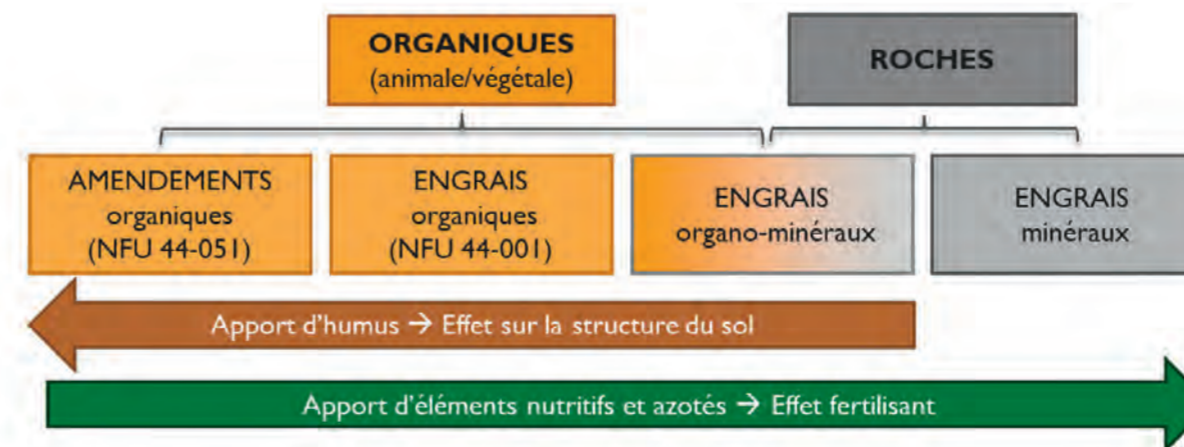 ORGANIQUES
(animale/végétale)
ROCHES
AMENDEMENTS
organiques
(NFU 44-051)
ENGRAIS
organiques
(NFU 44-001)
ENGRAIS
organo-minéraux
ENGRAIS
minéraux
Apport d'humus → Effet sur la structure du sol
Apport d'éléments nutritifs et azotés → Effet fertilisant